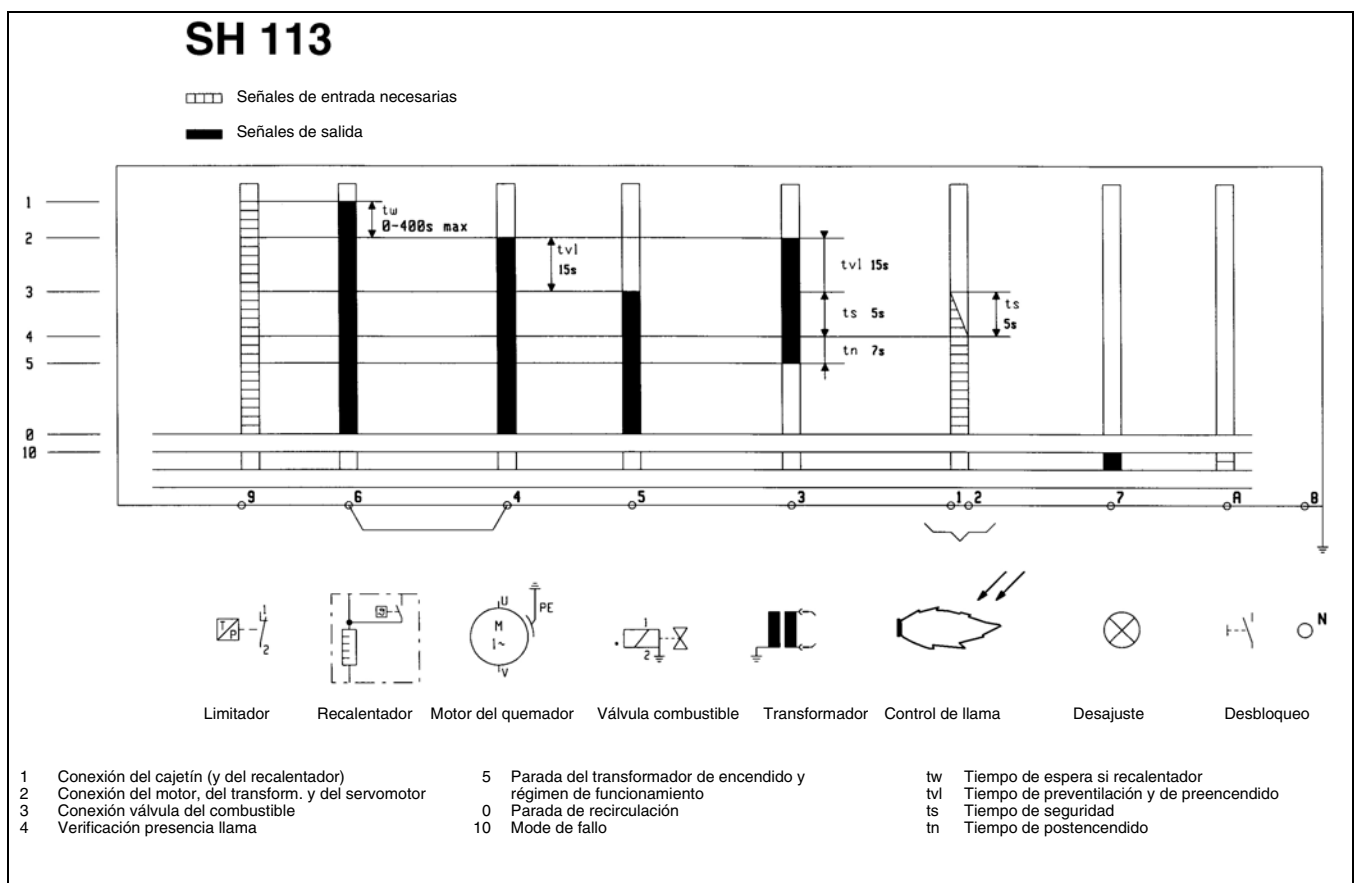 SH 113
Señales de entrada necesarias
Señales de salida
1
2
3
4
5
0
10
tw
0-400s max
tvl
15s
tvl 15s
ts 5s
tn 7s
ts
5s
9
6
4
5
3
1
2
7
A
B
T
P
1
2
U
M
1~
V
PE
1
2
N
Limitador
Recalentador
Motor del quemador
Válvula combustible
Transformador
Control de llama
Desajuste
Desbloqueo
1 Conexión del cajetín (y del recalentador)
2 Conexión del motor, del transform. y del servomotor
3 Conexión válvula del combustible
4 Verificación presencia llama
5 Parada del transformador de encendido y
régimen de funcionamiento
0 Parada de recirculación
10 Mode de fallo
tw Tiempo de espera si recalentador
tvl Tiempo de preventilación y de preencendido
ts Tiempo de seguridad
tn Tiempo de postencendido